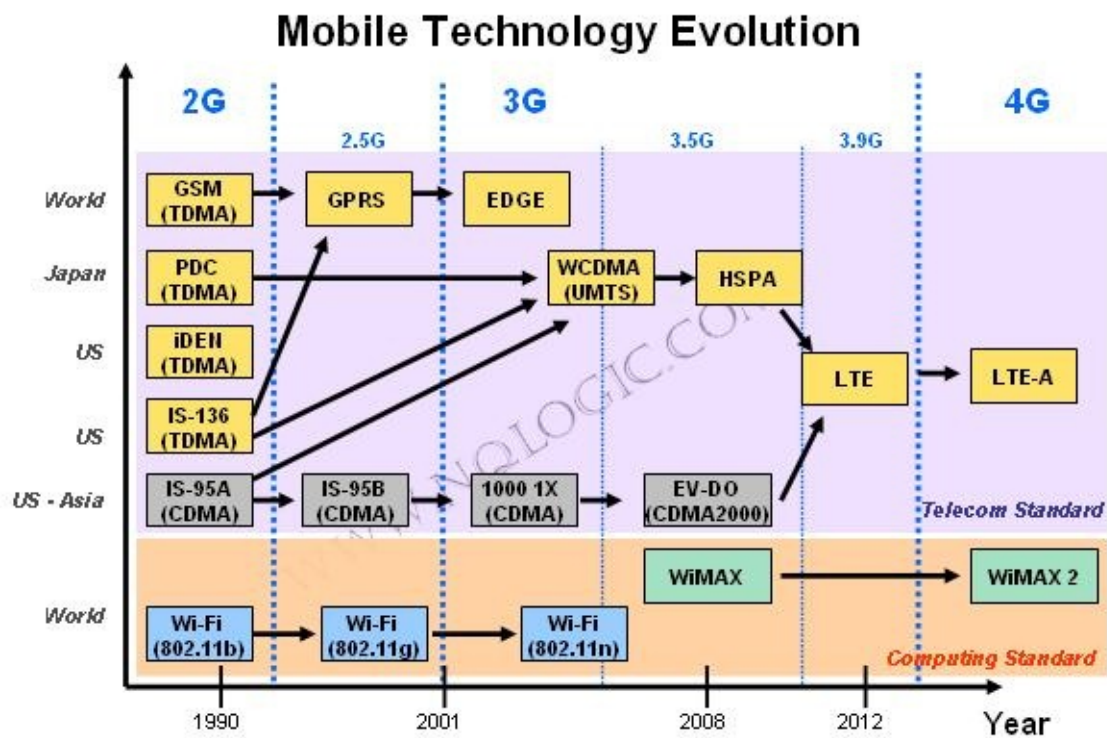 Mobile Technology Evolution
2G
3G
4G
2.5G
3.5G
3.9G
World
GSM
(TDMA)
GPRS
EDGE
Japan
PDC
(TDMA)
WCDMA
(UMTS)
HSPA
US
iDEN
(TDMA)
LTE
LTE-A
US
IS-136
(TDMA)
US - Asia
IS-95A
(CDMA)
IS-95B
(CDMA)
1000 1X
(CDMA)
EV-DO
(CDMA2000)
Telecom Standard
WWW.NQLOGIC.COM
World
WiMAX
WiMAX 2
Wi-Fi
(802.11b)
Wi-Fi
(802.11g)
Wi-Fi
(802.11n)
Computing Standard
1990
2001
2008
2012
Year